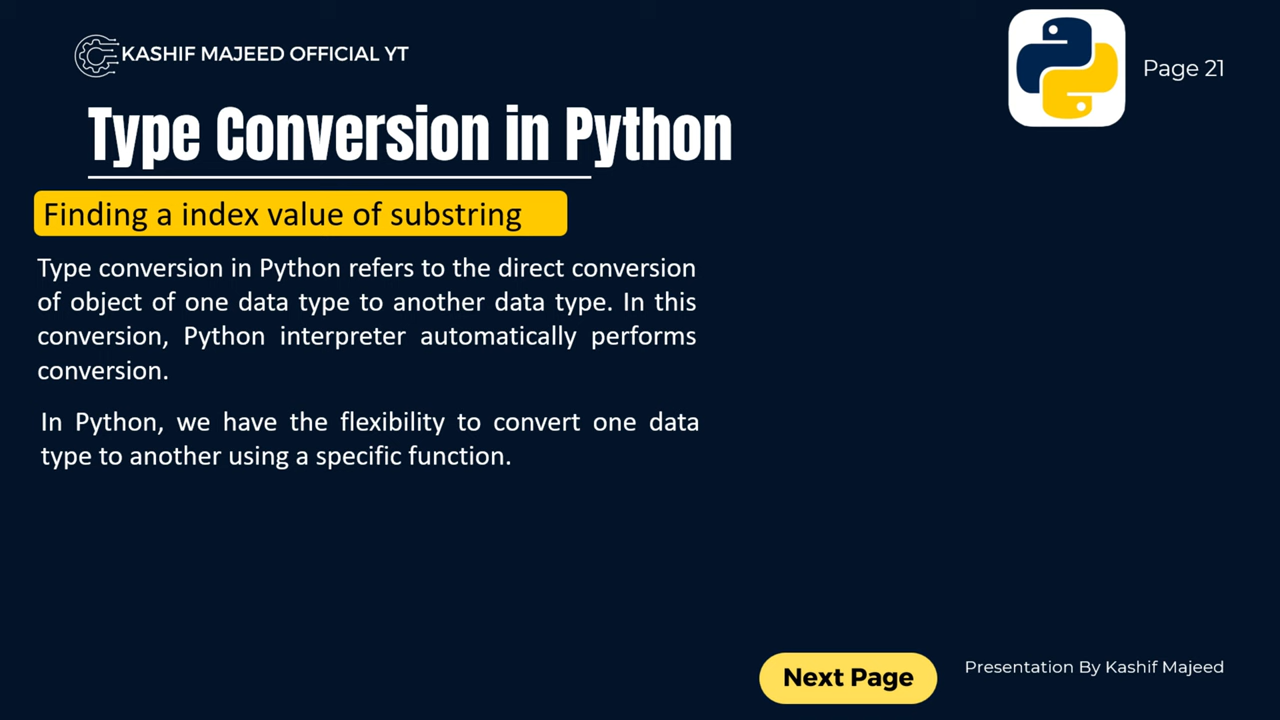 KASHIF MAJEED OFFICIAL YT
Page 21
Type Conversion in Python
Finding a index value of substring
Type conversion in Python refers to the direct conversion
of object of one data type to another data type. In this
conversion, Python interpreter automatically performs
conversion.
In Python, we have the flexibility to convert one data
type to another using a specific function.
Next Page
Presentation By Kashif Majeed